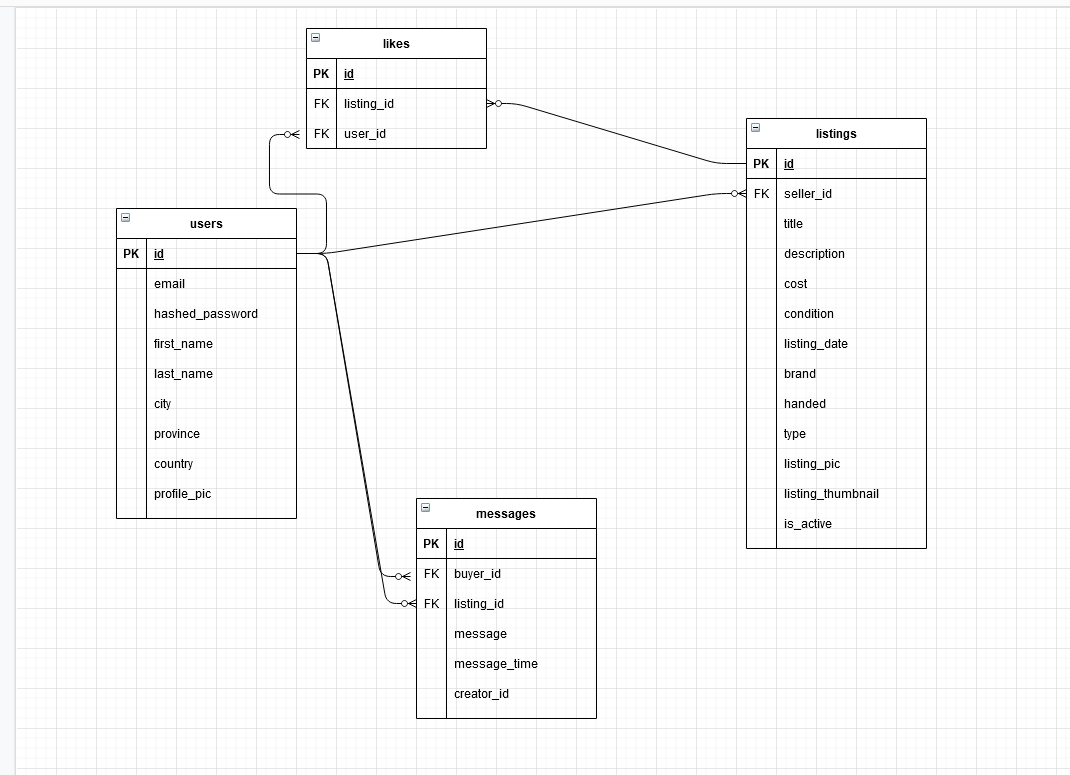 likes
PK id
FK listing_id
FK user_id
listings
PK id
FK seller_id
title
description
cost
condition
listing_date
brand
handed
type
listing_pic
listing_thumbnail
is_active
users
PK id
email
hashed_password
first_name
last_name
city
province
country
profile_pic
messages
PK id
FK buyer_id
FK listing_id
message
message_time
creator_id